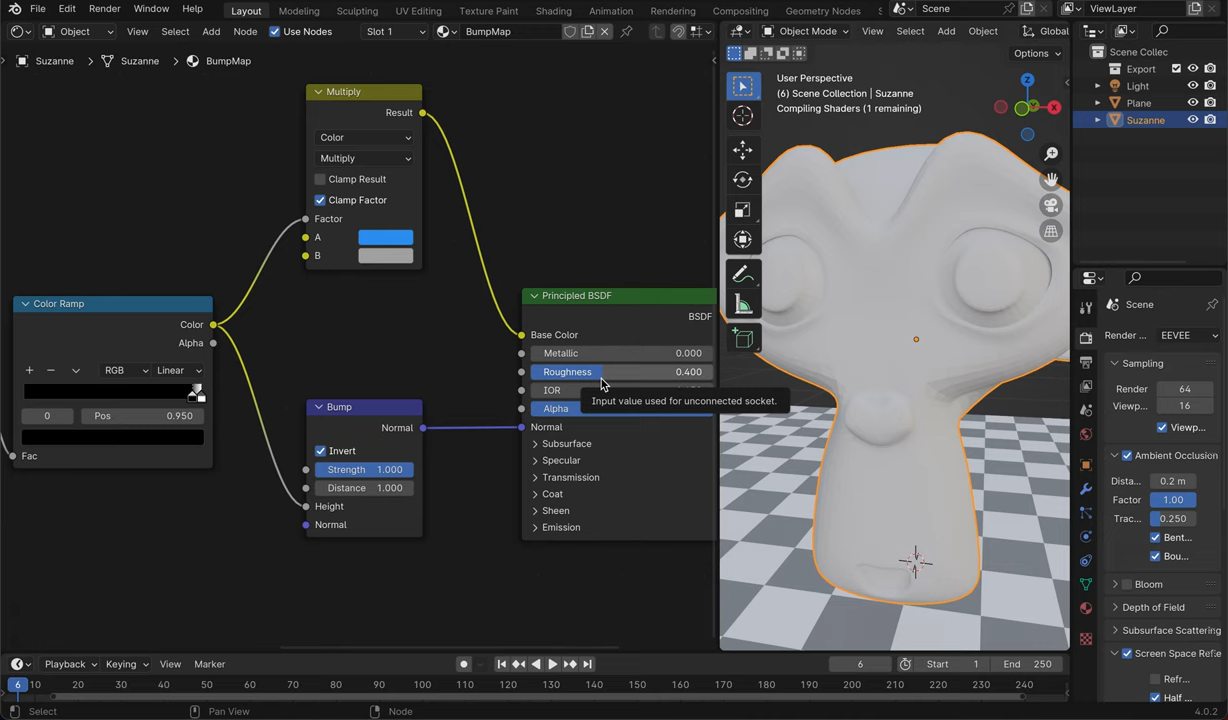 File Edit Render Window Help Layout Modeling Sculpting UV Editing Texture Paint Shading Animation Rendering Compositing Geometry Nodes Scene ViewLayer
Object View Select Add Node Use Nodes Slot 1 BumpMap Object Mode View Select Add Object Global
Suzanne Suzanne BumpMap
Options
User Perspective
(6) Scene Collection | Suzanne
Compiling Shaders (1 remaining)
Z
X
Scene Collec
Export
Light
Plane
Suzanne
Multiply
Result
Color
Multiply
Clamp Result
Clamp Factor
Factor
A
B
Color Ramp
Color
Alpha
RGB Linear
0 Pos 0.950
Fac
Bump
Normal
Invert
Strength 1.000
Distance 1.000
Height
Normal
Principled BSDF
BSDF
Base Color
Metallic 0.000
Roughness 0.400
IOR
Input value used for unconnected socket.
Alpha
Normal
Subsurface
Specular
Transmission
Coat
Sheen
Emission
Scene
Render ... EEVEE
Sampling
Render 64
Viewp... 16
Viewp...
Ambient Occlusion
Dista... 0.2 m
Factor 1.00
Trac... 0.250
Bent...
Bou...
Bloom
Depth of Field
Subsurface Scattering
Screen Space Refle
Refr...
Half ...
Playback Keying View Marker 6 Start 1 End 250
6 10 20 30 40 50 60 70 80 90 100 110 120 130 140 150 160 170 180 190 200 210 220 230 240
Select Pan View Node 4.0.2